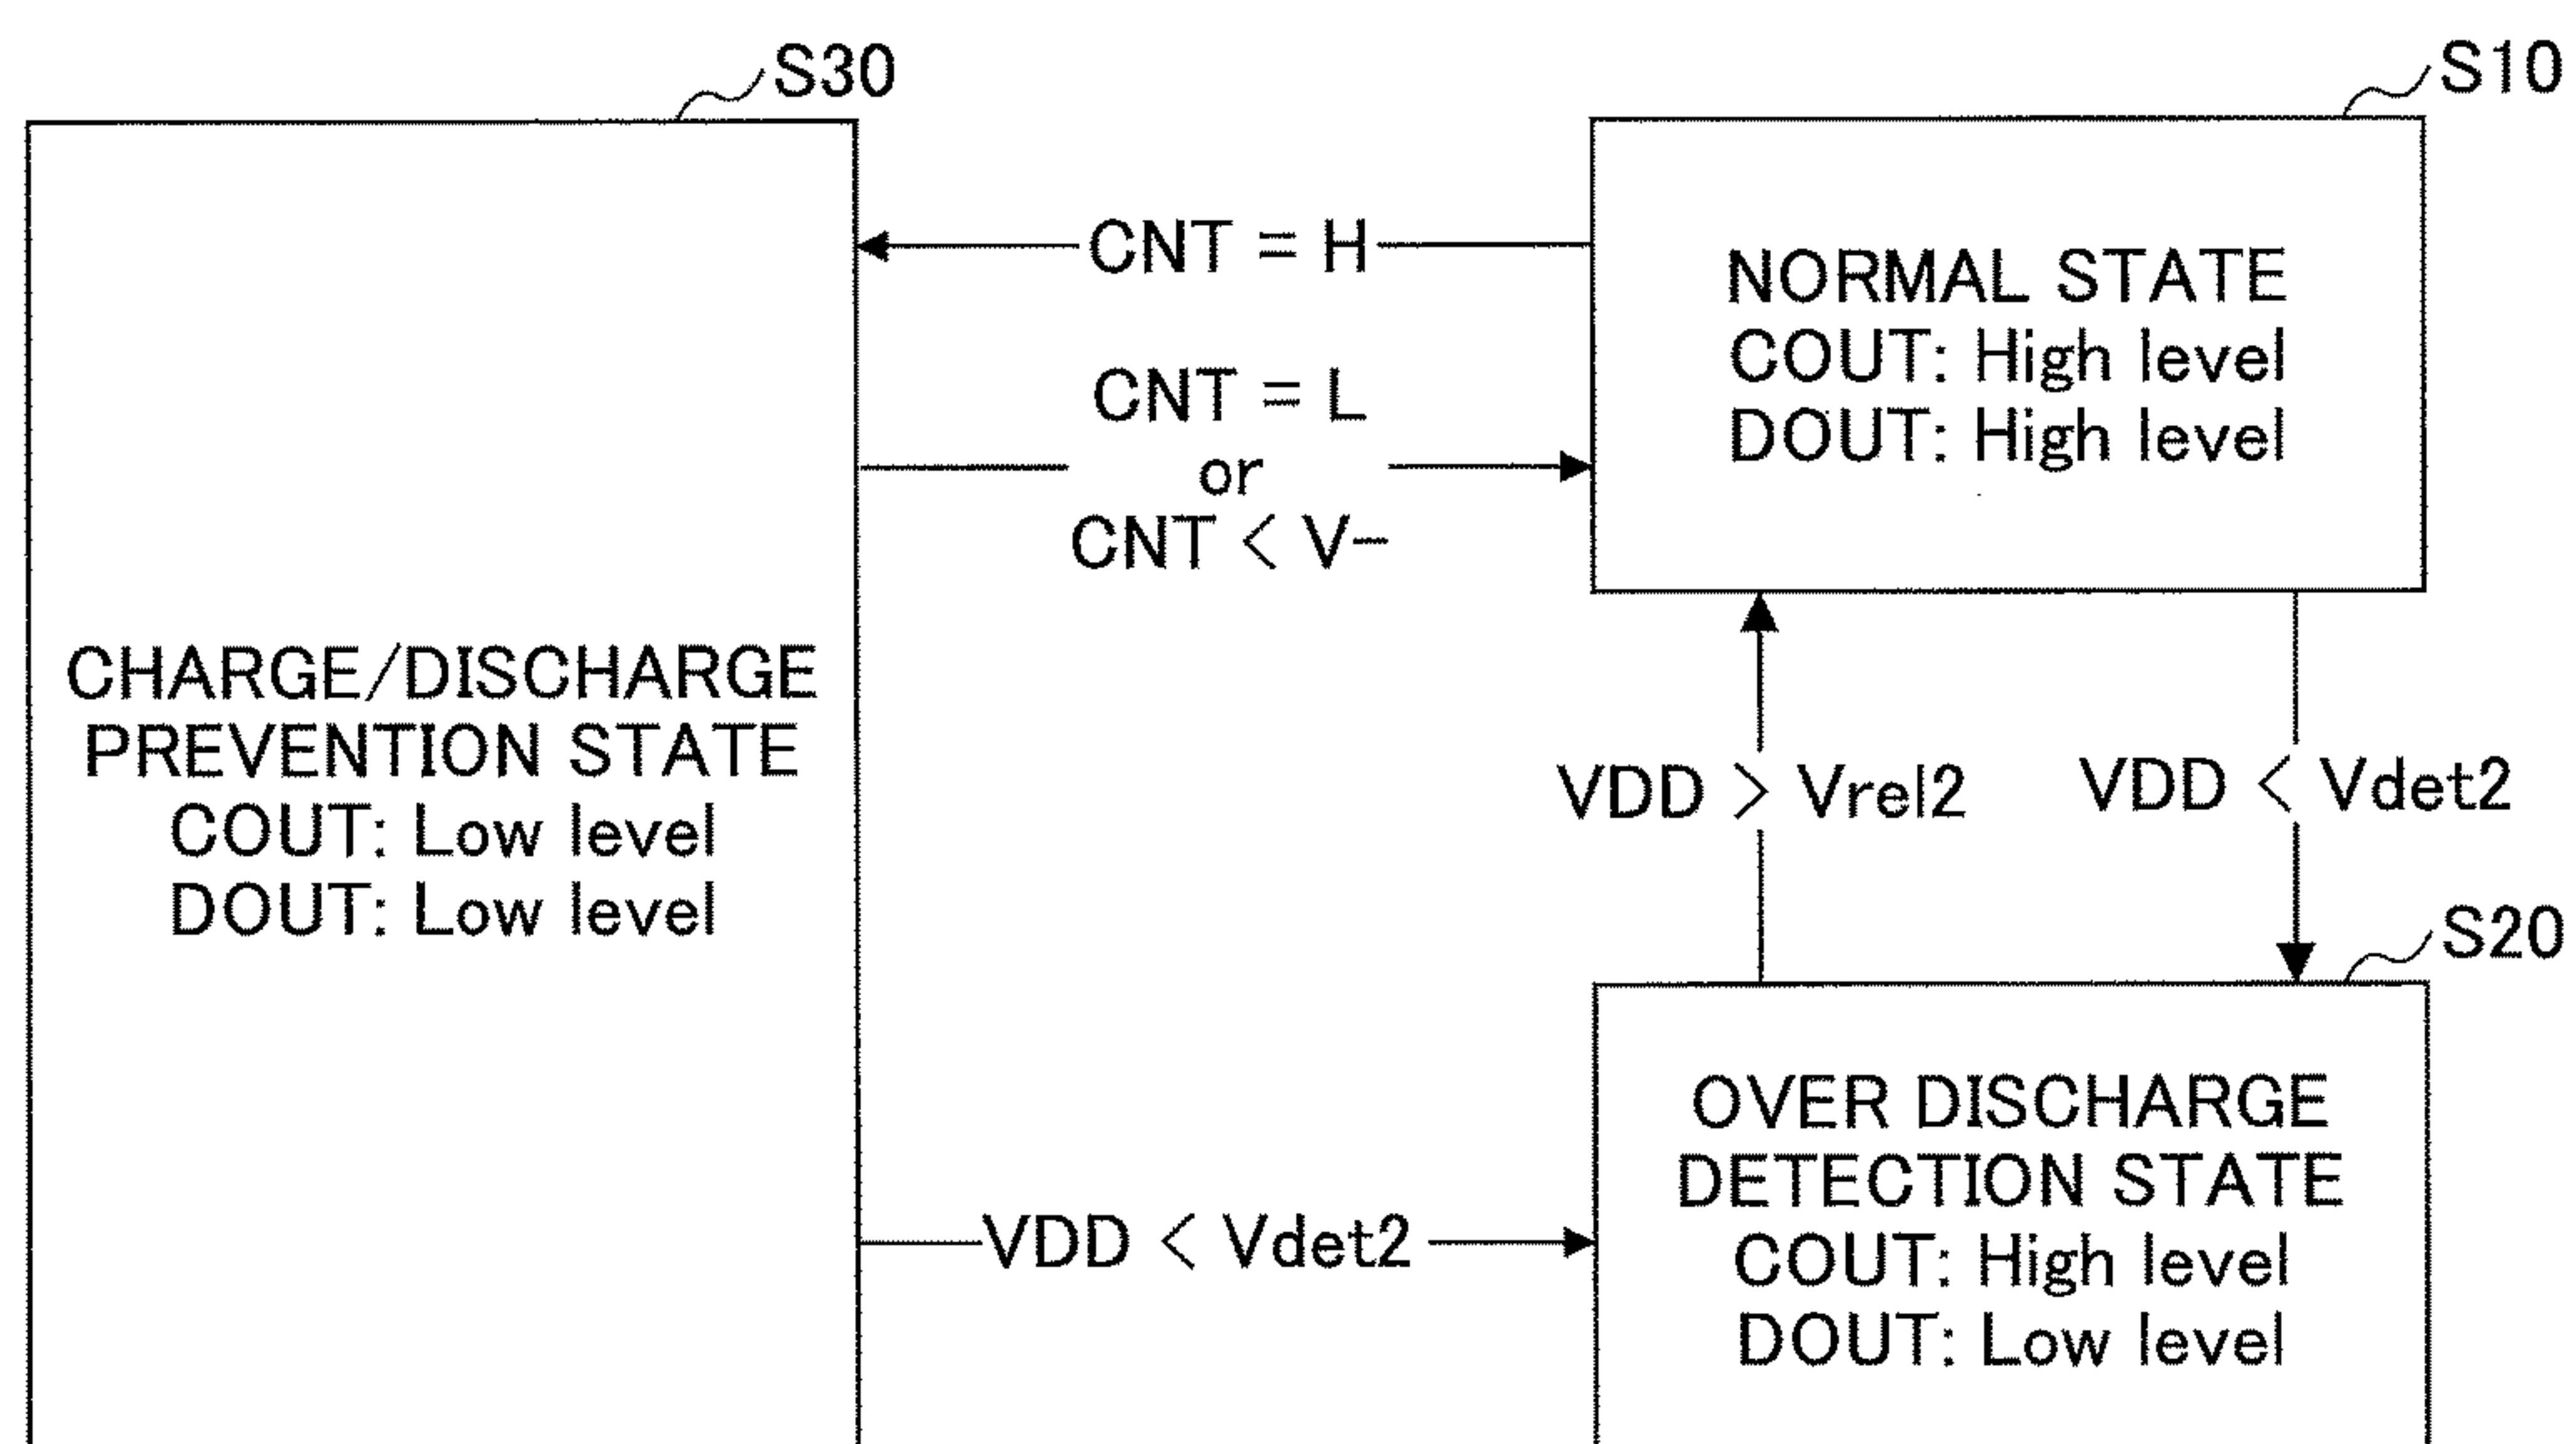 S30
S10
CNT = H
CNT = L
or
CNT < V-
NORMAL STATE
COUT: High level
DOUT: High level
CHARGE/DISCHARGE
PREVENTION STATE
COUT: Low level
DOUT: Low level
VDD > Vrel2
VDD < Vdet2
S20
VDD < Vdet2
OVER DISCHARGE
DETECTION STATE
COUT: High level
DOUT: Low level